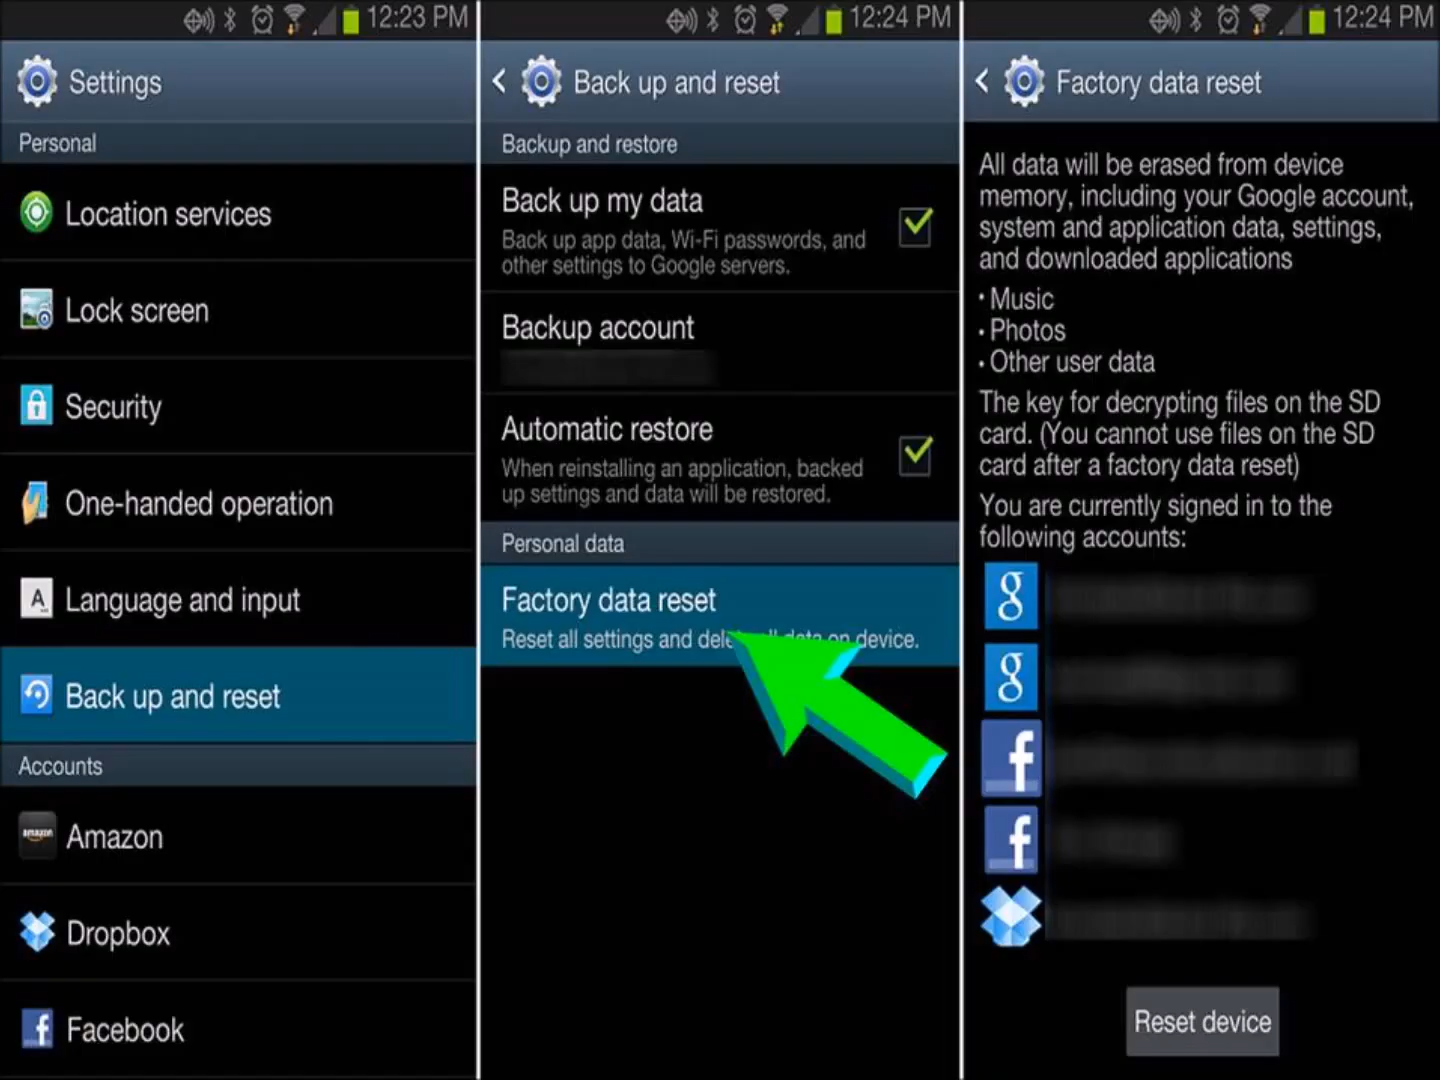 12:23 PM
Settings
Personal
Location services
Lock screen
Security
One-handed operation
A
Language and input
Back up and reset
Accounts
amazon
Amazon
Dropbox
f
Facebook
12:24 PM
Back up and reset
Backup and restore
Back up my data
Back up app data, Wi-Fi passwords, and
other settings to Google servers.
Backup account
Automatic restore
When reinstalling an application, backed
up settings and data will be restored.
Personal data
Factory data reset
Reset all settings and delete all data on device.
12:24 PM
Factory data reset
All data will be erased from device
memory, including your Google account,
system and application data, settings,
and downloaded applications
• Music
• Photos
• Other user data
The key for decrypting files on the SD
card. (You cannot use files on the SD
card after a factory data reset)
You are currently signed in to the
following accounts:
g
g
f
f
Reset device